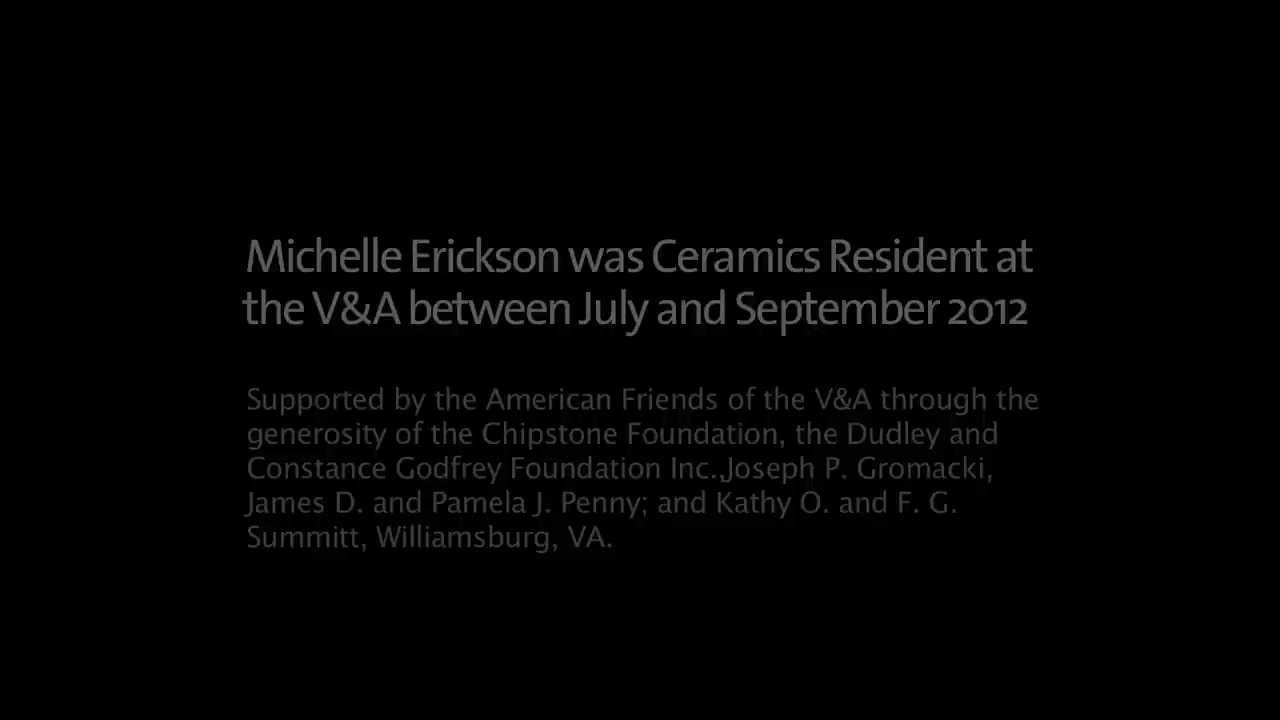 Michelle Erickson was Ceramics Resident at
the V&A between July and September 2012
Supported by the American Friends of the V&A through the
generosity of the Chipstone Foundation, the Dudley and
Constance Godfrey Foundation Inc.,Joseph P. Gromacki,
James D. and Pamela J. Penny; and Kathy O. and F. G.
Summitt, Williamsburg, VA.